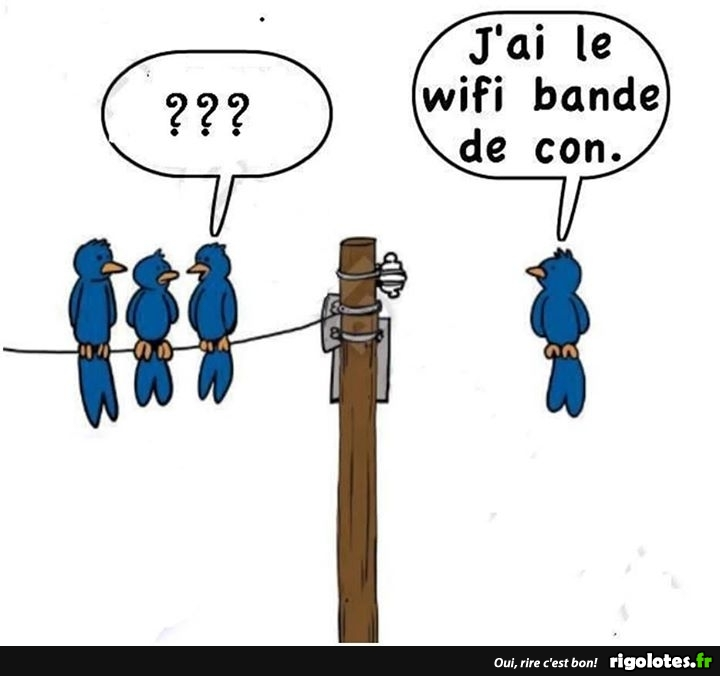 ???
J'ai le
wifi bande
de con.
Oui, rire c'est bon! rigolotes.fr